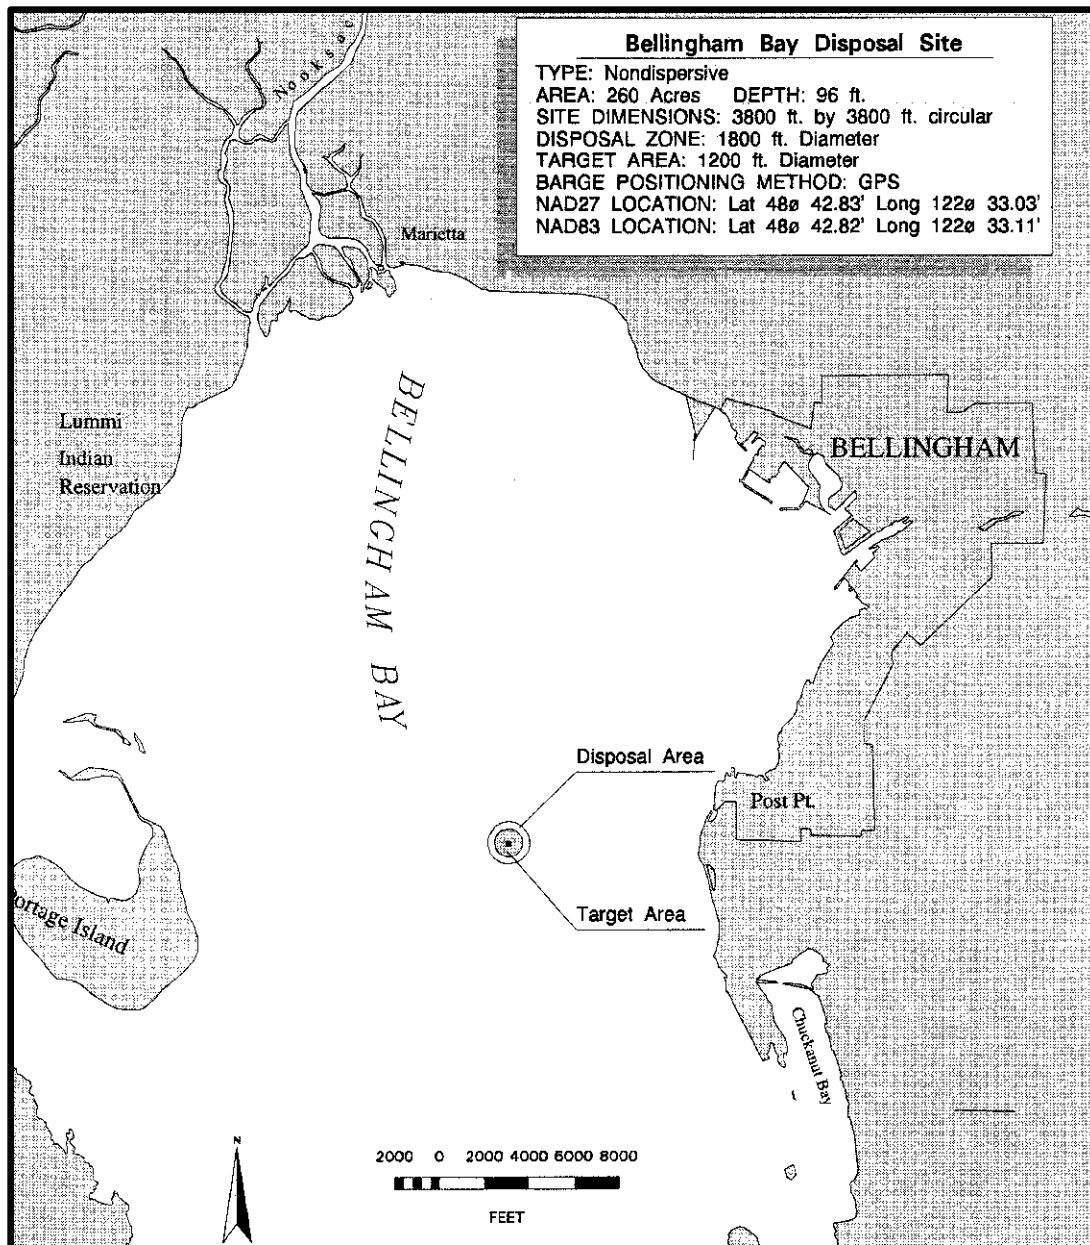 Bellingham Bay Disposal Site
TYPE: Nondispersive
AREA: 260 Acres DEPTH: 96 ft.
SITE DIMENSIONS: 3800 ft. by 3800 ft. circular
DISPOSAL ZONE: 1800 ft. Diameter
TARGET AREA: 1200 ft. Diameter
BARGE POSITIONING METHOD: GPS
NAD27 LOCATION: Lat 48ø 42.83' Long 122ø 33.03'
NAD83 LOCATION: Lat 48ø 42.82' Long 122ø 33.11'
Nooksac
Marietta
Lummi
Indian
Reservation
BELLINGHAM
BELLINGHAM BAY
Disposal Area
Post Pt.
Target Area
ortage Island
Chuckanut Bay
N
2000 0 2000 4000 6000 8000
FEET